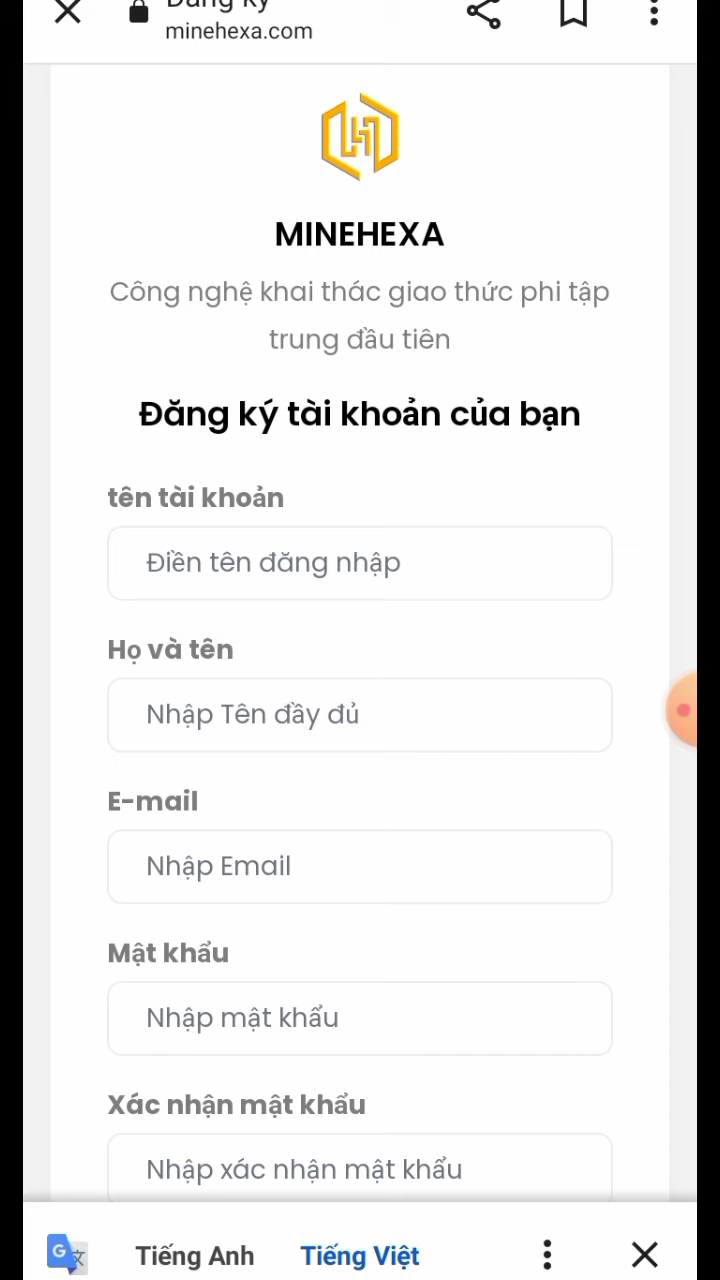 Đăng ký
minehexa.com
MINEHEXA
Công nghệ khai thác giao thức phi tập
trung đầu tiên
Đăng ký tài khoản của bạn
tên tài khoản
Điền tên đăng nhập
Họ và tên
Nhập Tên đầy đủ
E-mail
Nhập Email
Mật khẩu
Nhập mật khẩu
Xác nhận mật khẩu
Nhập xác nhận mật khẩu
Tiếng Anh Tiếng Việt